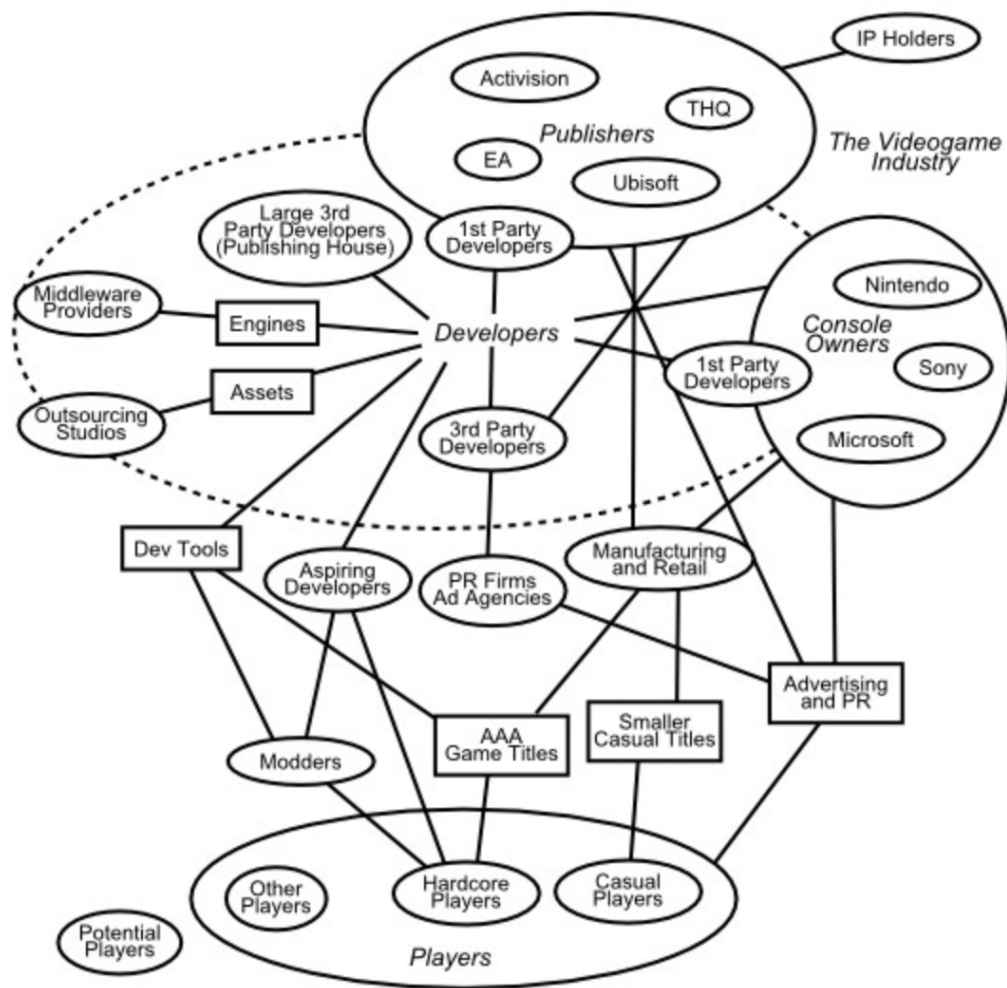 IP Holders
Activision
THQ
Publishers
The Videogame
Industry
EA
Ubisoft
Large 3rd
Party Developers
(Publishing House)
1st Party
Developers
Middleware
Providers
Engines
Developers
Nintendo
Console
Owners
1st Party
Developers
Sony
Assets
Outsourcing
Studios
3rd Party
Developers
Microsoft
Dev Tools
Aspiring
Developers
PR Firms
Ad Agencies
Manufacturing
and Retail
Advertising
and PR
AAA
Game Titles
Smaller
Casual Titles
Modders
Other
Players
Hardcore
Players
Casual
Players
Potential
Players
Players